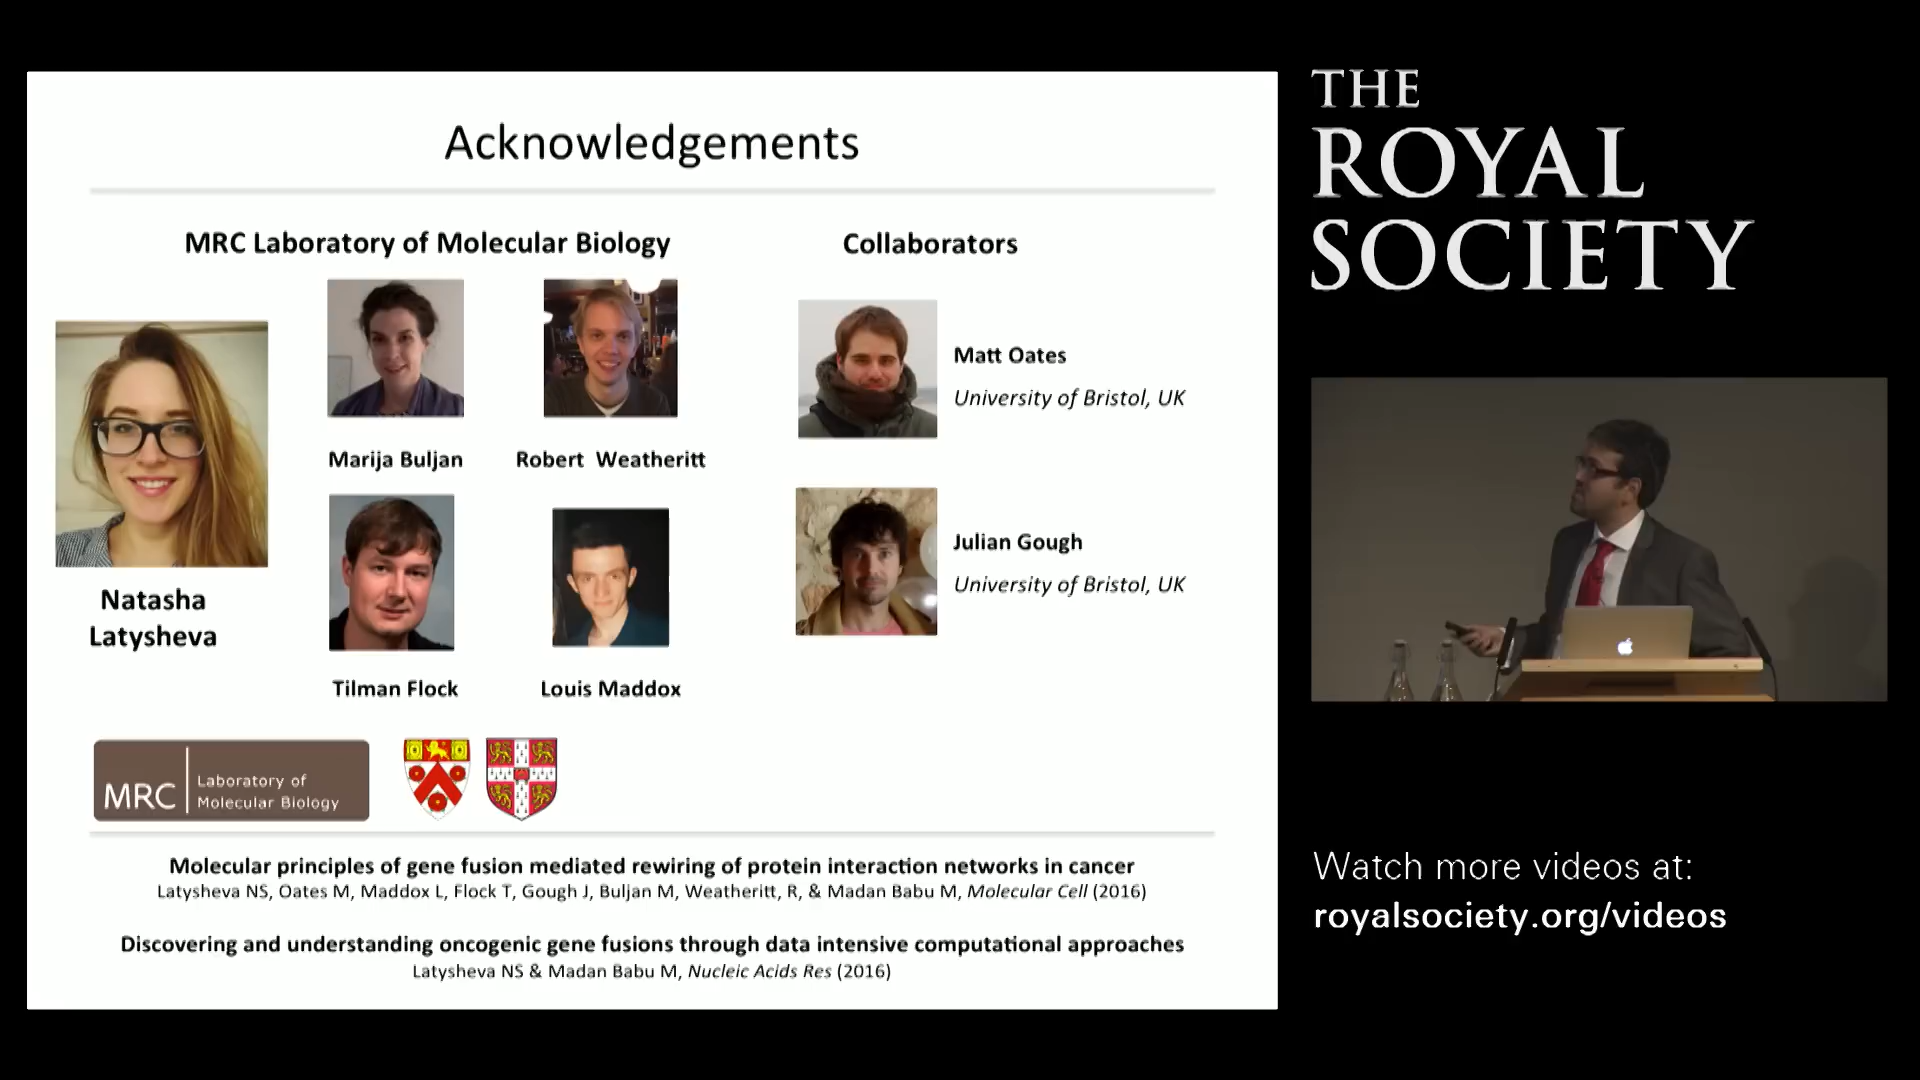 Acknowledgements
MRC Laboratory of Molecular Biology
Collaborators
Matt Oates
University of Bristol, UK
Marija Buljan
Robert Weatheritt
Julian Gough
University of Bristol, UK
Natasha
Latysheva
Tilman Flock
Louis Maddox
MRC
Laboratory of
Molecular Biology
Molecular principles of gene fusion mediated rewiring of protein interaction networks in cancer
Latysheva NS, Oates M, Maddox L, Flock T, Gough J, Buljan M, Weatheritt, R, & Madan Babu M, Molecular Cell (2016)
Discovering and understanding oncogenic gene fusions through data intensive computational approaches
Latysheva NS & Madan Babu M, Nucleic Acids Res (2016)
THE
ROYAL
SOCIETY
Watch more videos at:
royalsociety.org/videos